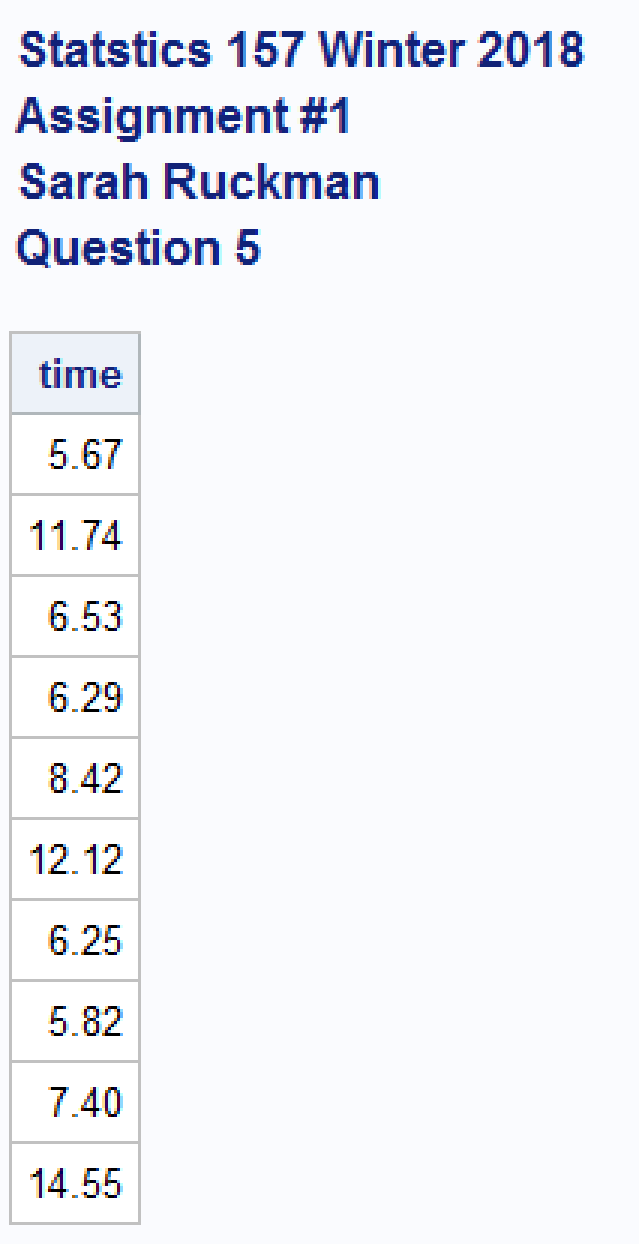 Statstics 157 Winter 2018
Assignment #1
Sarah Ruckman
Question 5
time
5.67
11.74
6.53
6.29
8.42
12.12
6.25
5.82
7.40
14.55